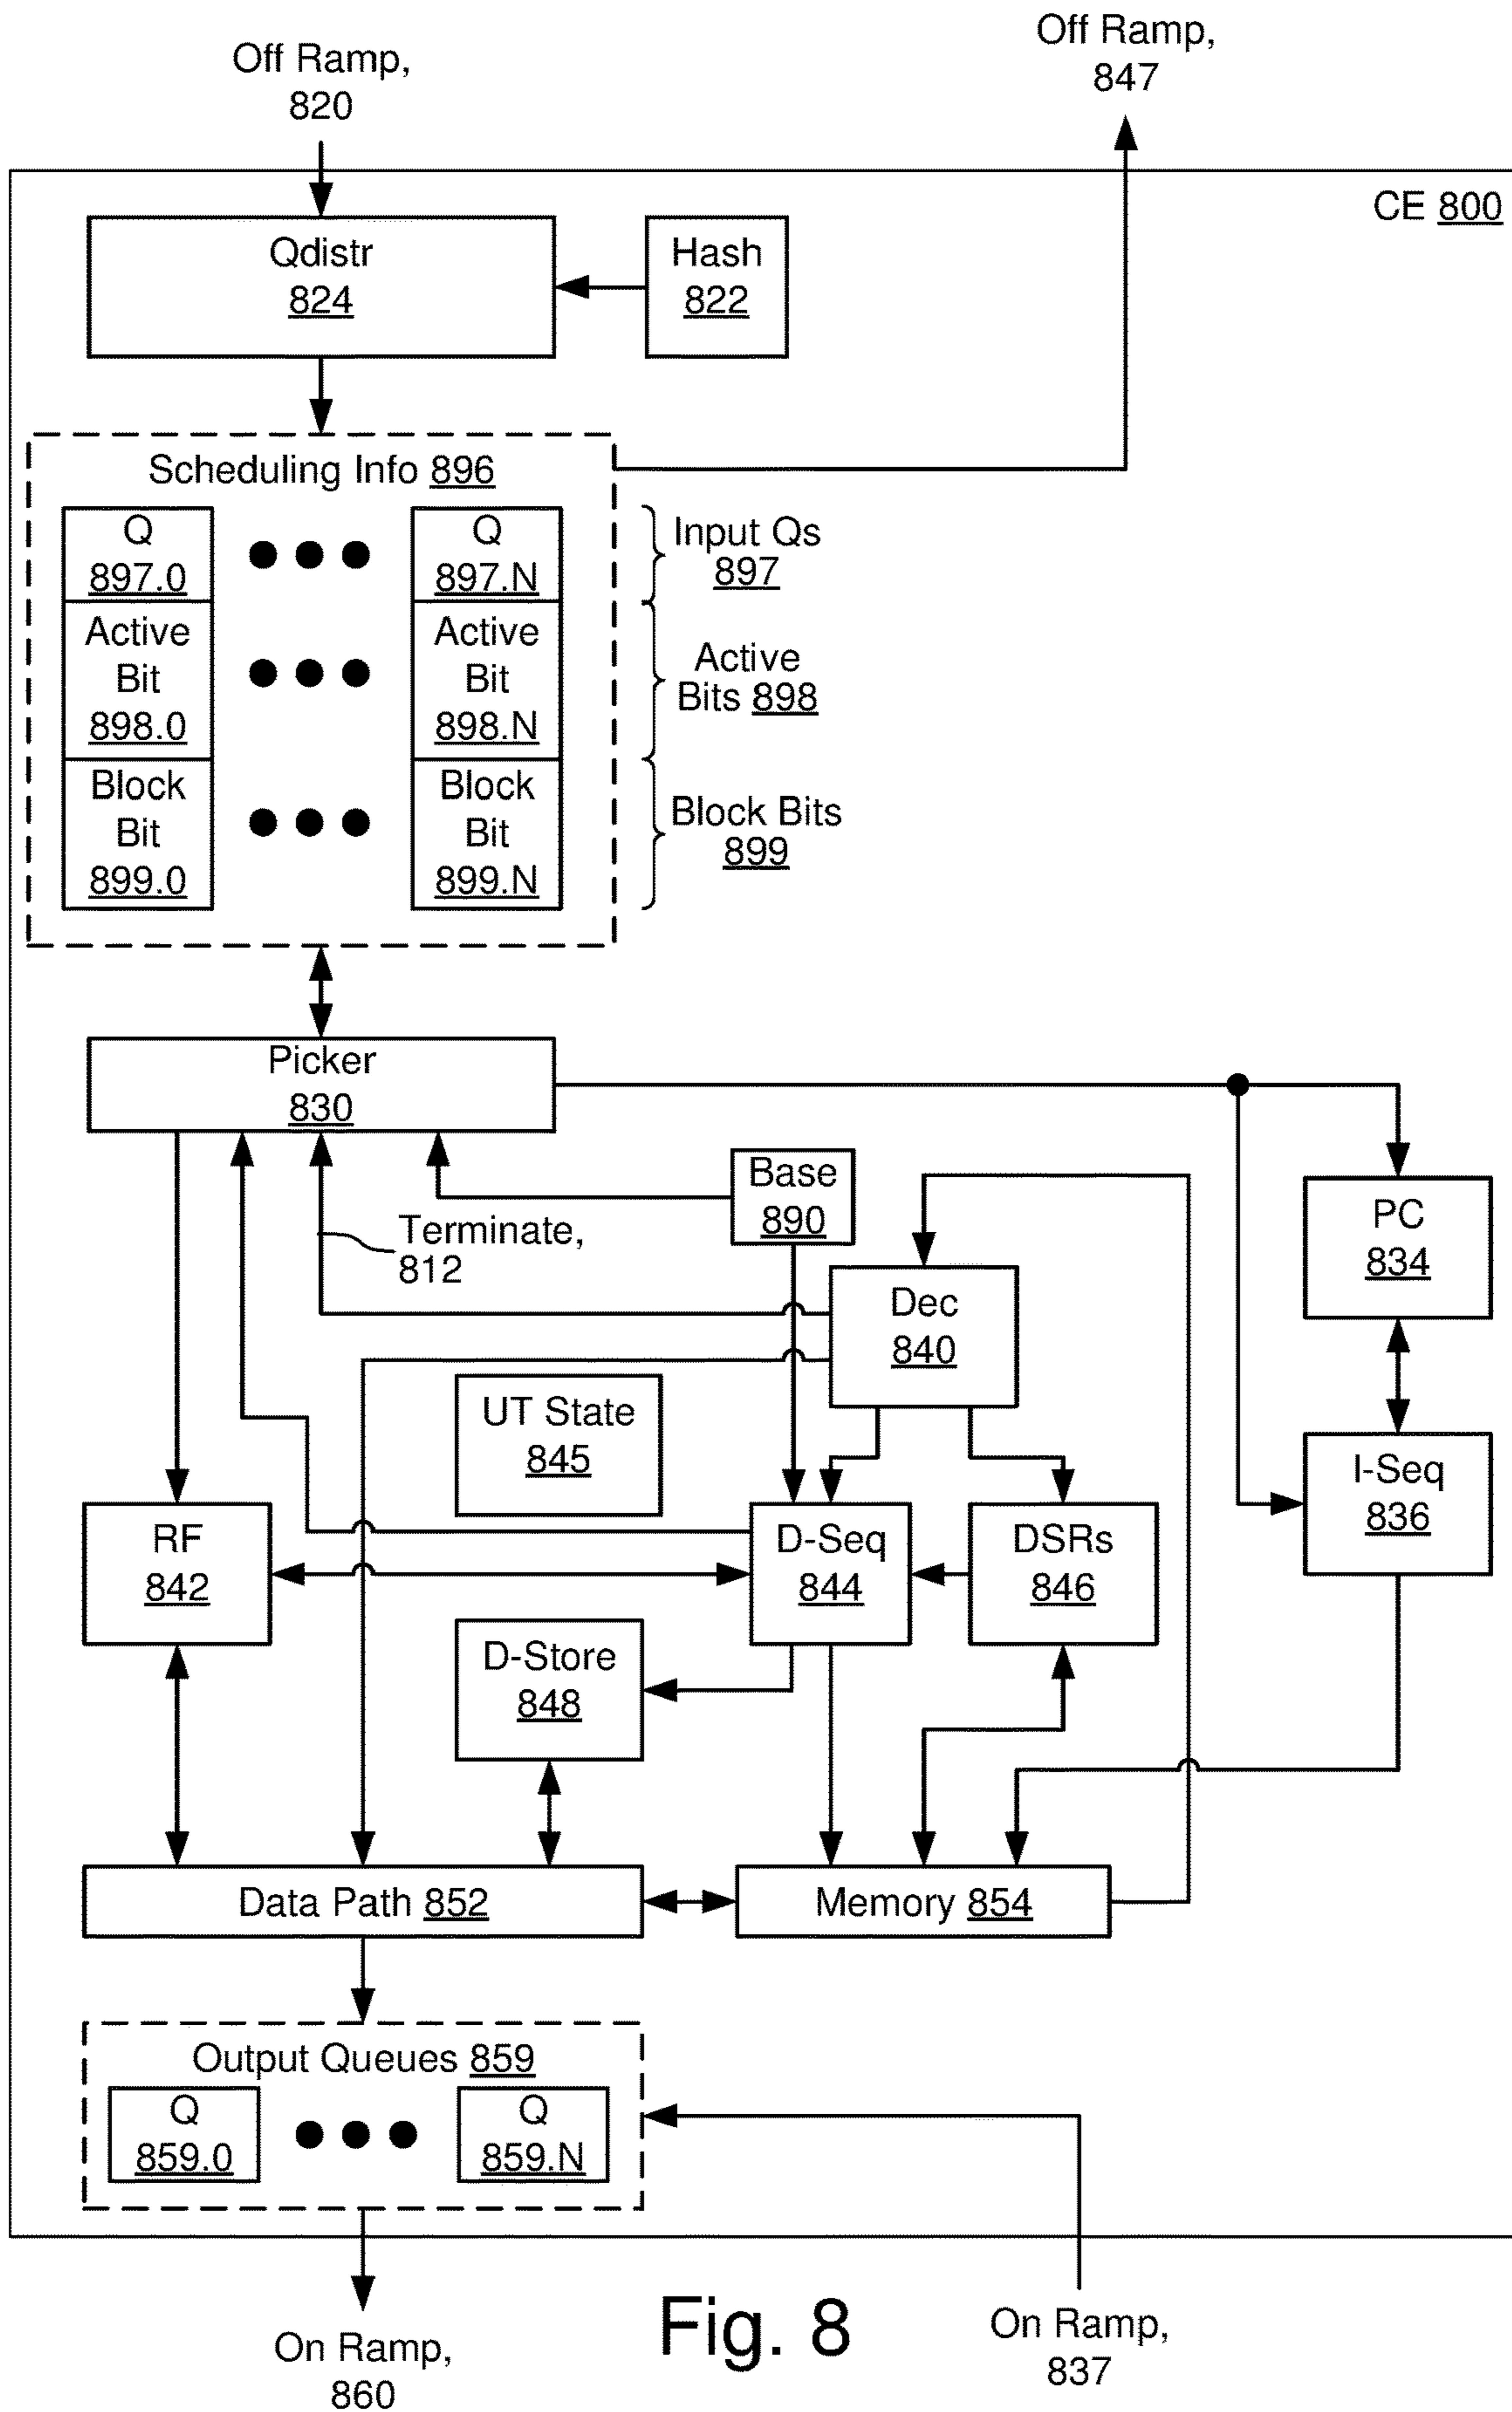 Off Ramp,
820
Off Ramp,
847
CE 800
Qdistr
824
Hash
822
Scheduling Info 896
Q
897.0
Q
897.N
Input Qs
897
Active
Bit
898.0
Active
Bit
898.N
Active
Bits 898
Block
Bit
899.0
Block
Bit
899.N
Block Bits
899
Picker
830
Base
890
Terminate,
812
PC
834
Dec
840
UT State
845
I-Seq
836
RF
842
D-Seq
844
DSRs
846
D-Store
848
Data Path 852
Memory 854
Output Queues 859
Q
859.0
Q
859.N
On Ramp,
860
Fig. 8
On Ramp,
837